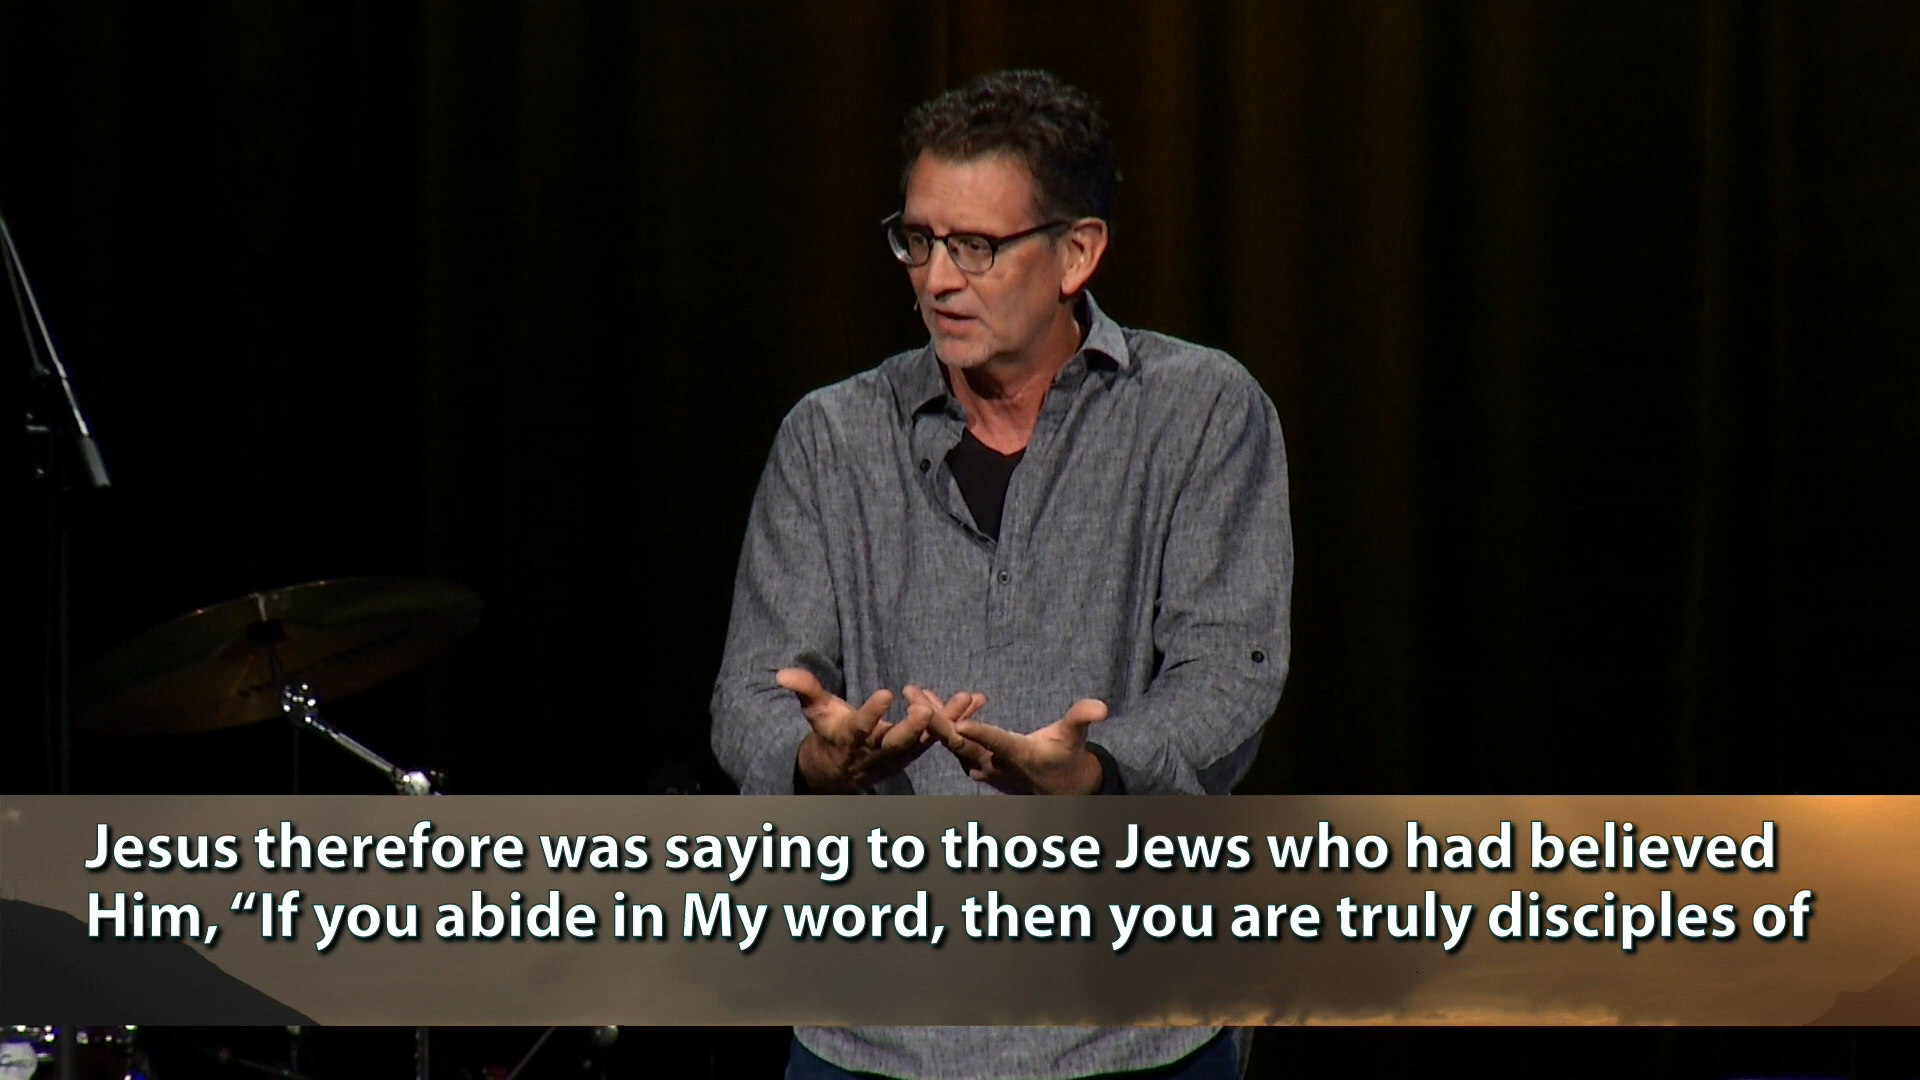 Jesus therefore was saying to those Jews who had believed
Him, “If you abide in My word, then you are truly disciples of